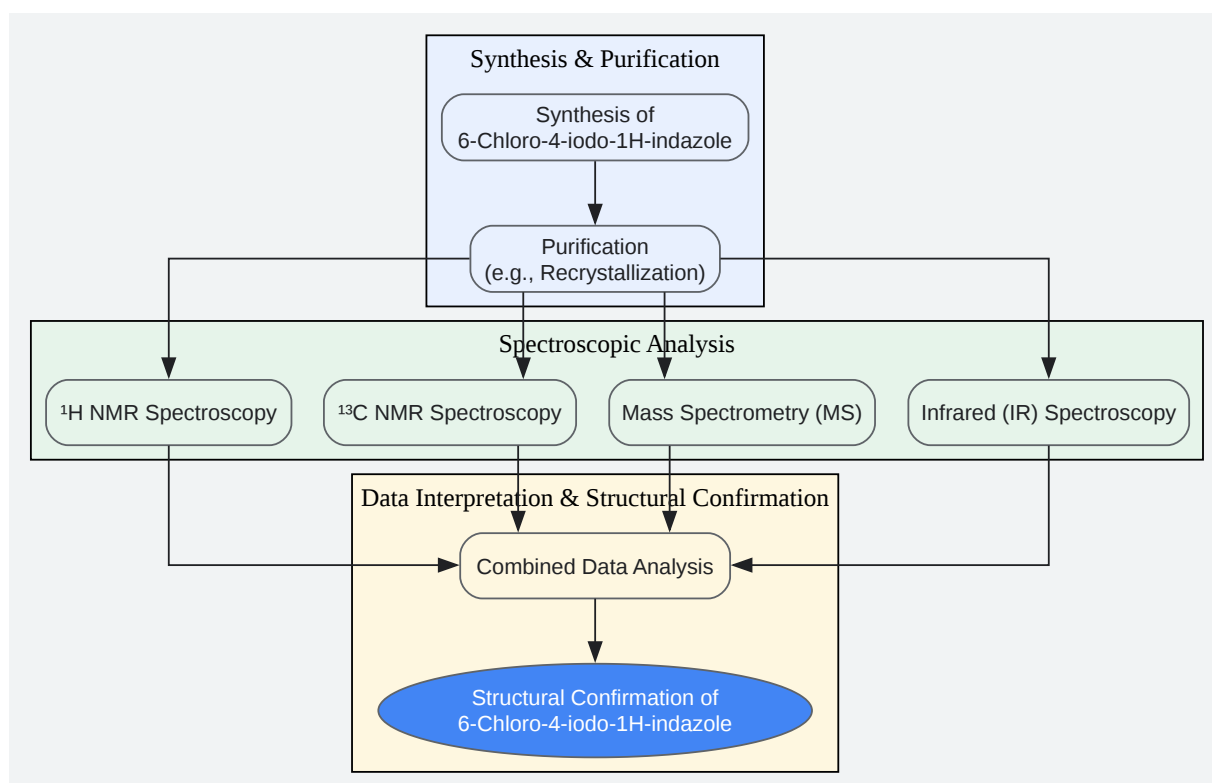 Synthesis & Purification
Synthesis of
6-Chloro-4-iodo-1H-indazole
Purification
(e.g., Recrystallization)
Spectroscopic Analysis
¹H NMR Spectroscopy
¹³C NMR Spectroscopy
Mass Spectrometry (MS)
Infrared (IR) Spectroscopy
Data Interpretation & Structural Confirmation
Combined Data Analysis
Structural Confirmation of
6-Chloro-4-iodo-1H-indazole